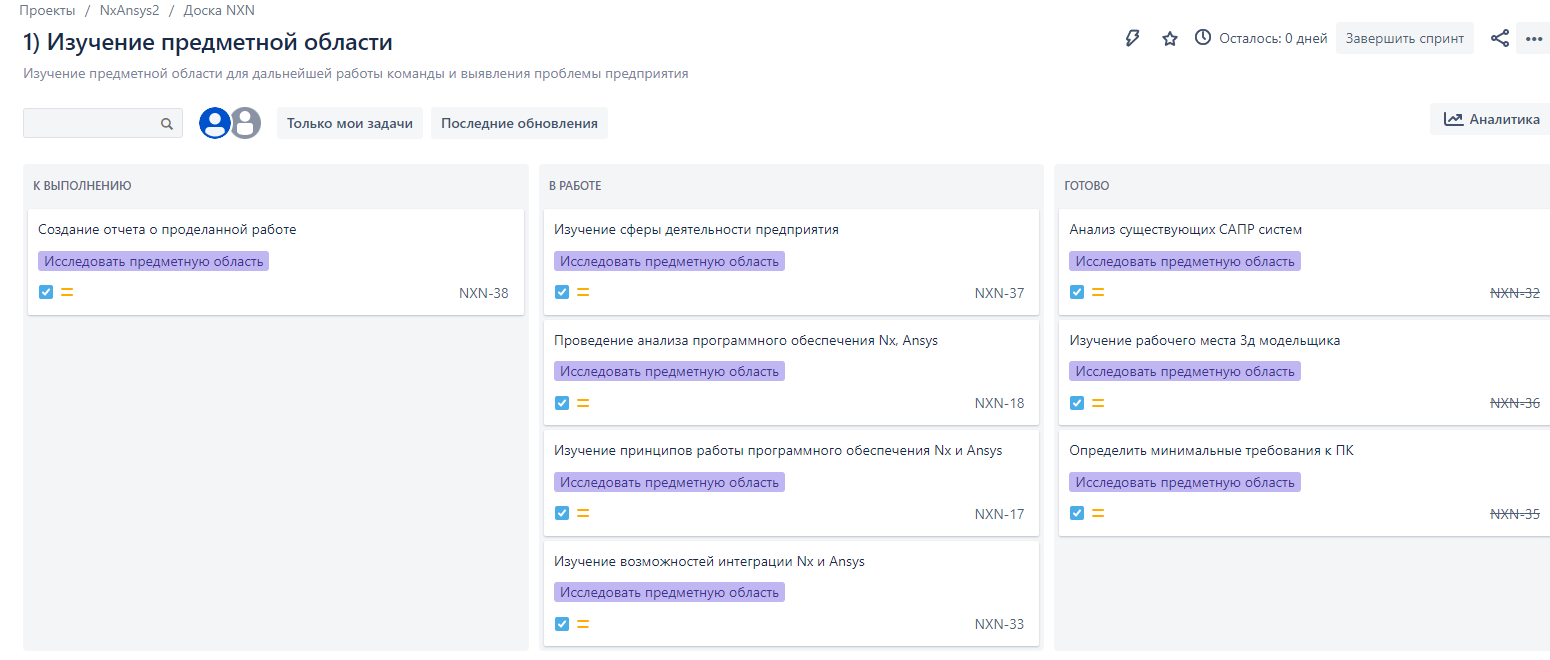 Проекты / NxAnsys2 / Доска NXN
1) Изучение предметной области
Осталось: 0 дней
Завершить спринт
Изучение предметной области для дальнейшей работы команды и выявления проблемы предприятия
Только мои задачи
Последние обновления
Аналитика
К ВЫПОЛНЕНИЮ
Создание отчета о проделанной работе
Исследовать предметную область
NXN-38
В РАБОТЕ
Изучение сферы деятельности предприятия
Исследовать предметную область
NXN-37
Проведение анализа программного обеспечения Nx, Ansys
Исследовать предметную область
NXN-18
Изучение принципов работы программного обеспечения Nx и Ansys
Исследовать предметную область
NXN-17
Изучение возможностей интеграции Nx и Ansys
Исследовать предметную область
NXN-33
ГОТОВО
Анализ существующих САПР систем
Исследовать предметную область
NXN-32
Изучение рабочего места 3д модельщика
Исследовать предметную область
NXN-36
Определить минимальные требования к ПК
Исследовать предметную область
NXN-35